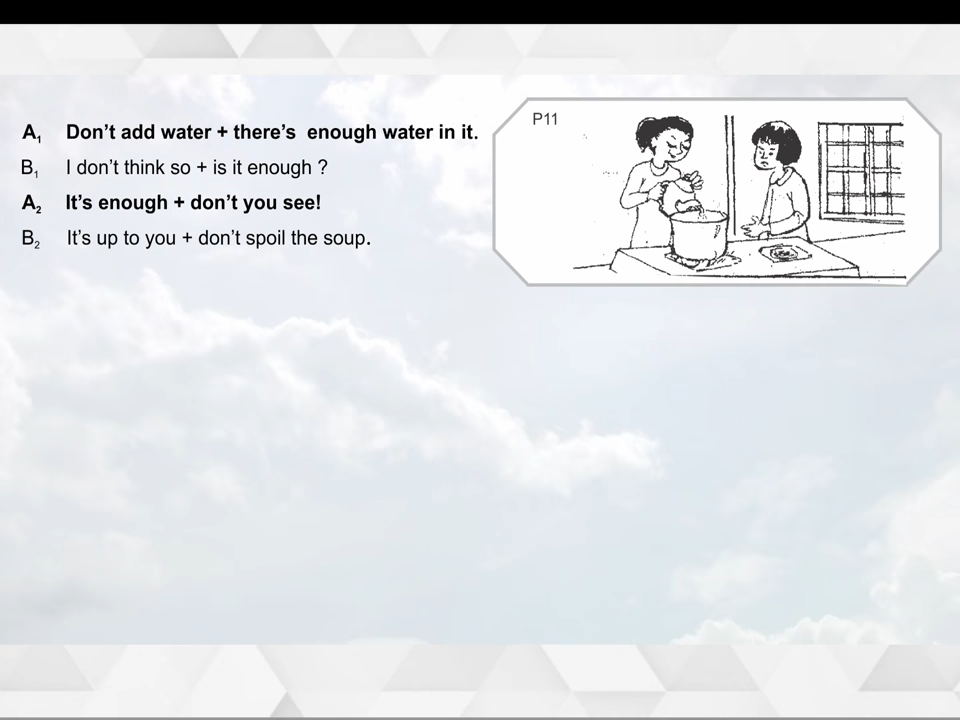 A₁ Don't add water + there's enough water in it.
B₁ I don't think so + is it enough ?
A₂ It's enough + don't you see!
B₂ It's up to you + don't spoil the soup.
P11